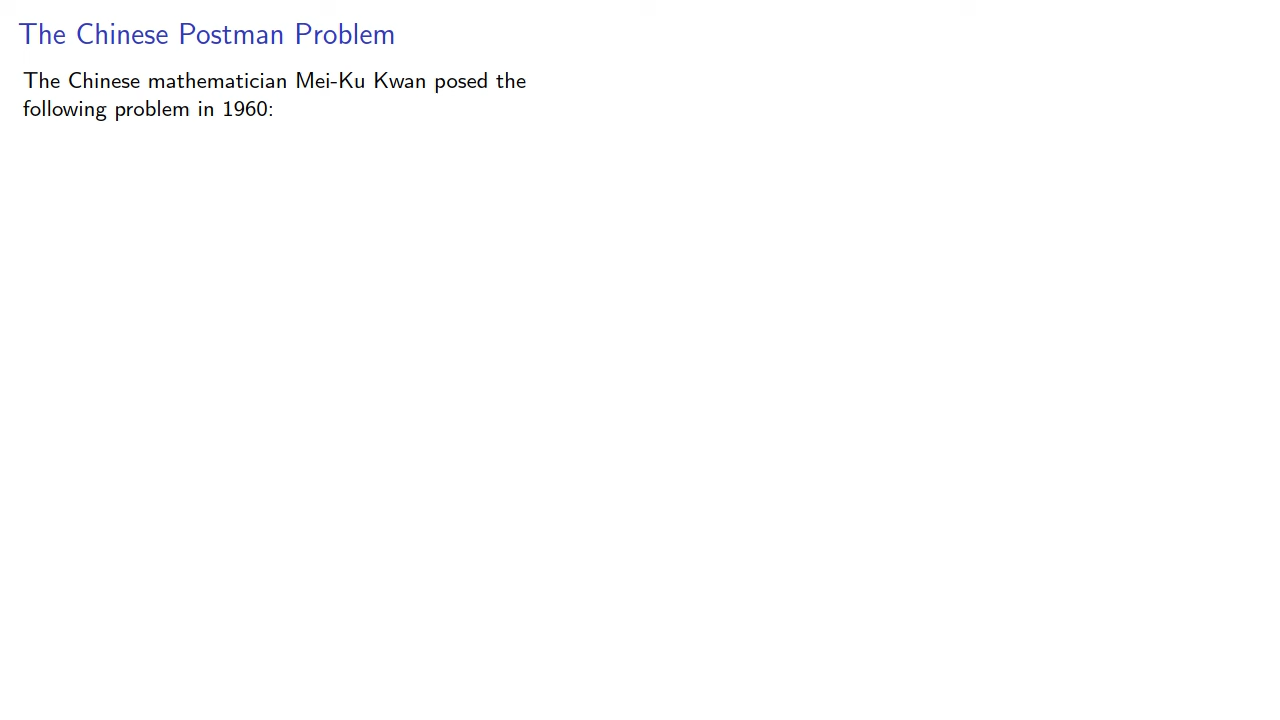 The Chinese Postman Problem
The Chinese mathematician Mei-Ku Kwan posed the
following problem in 1960: